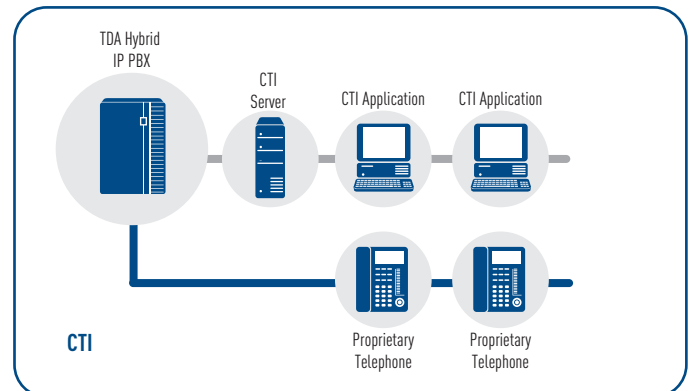 TDA Hybrid
IP PBX
CTI
Server
CTI Application
CTI Application
Proprietary
Telephone
Proprietary
Telephone
CTI